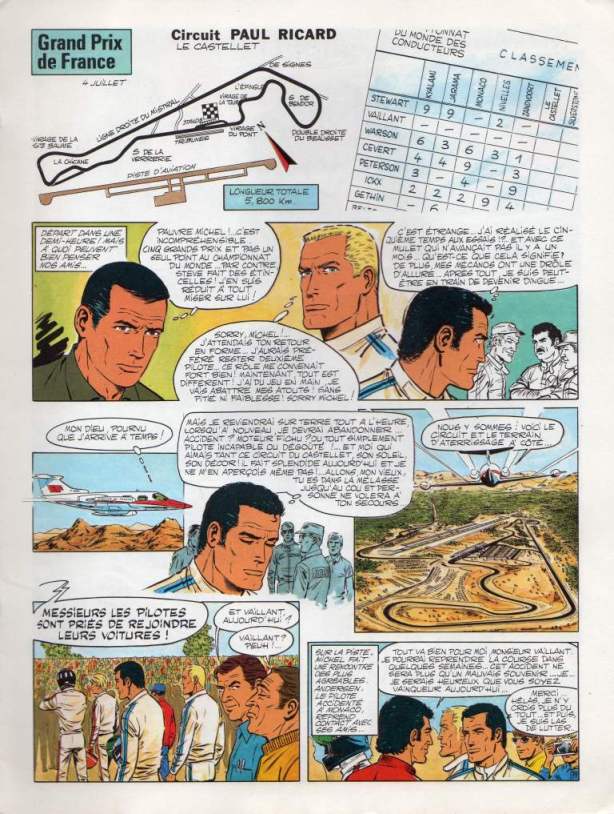 Grand Prix
de France
4 JUILLET
Circuit PAUL RICARD
LE CASTELLET
DE SIGNES
L'ÉPINGLE
VIRAGE DE
LA TOUR
S DE
BENDOR
LIGNE DROITE DU MISTRAL
STANDS
TRIBUNES
VIRAGE
DU PONT
DOUBLE DROITE
DU BEAUSSET
N
VIRAGE DE LA
STE BAUME
LA CHICANE
S DE LA
VERRERIE
PISTE D'AVIATION
LONGUEUR TOTALE
5,800 Km.
DU MONDE DES
CONDUCTEURS
CLASSEMEN
KYALAMI
JARAMA
MONACO
NIVELLES
ZANDVOORT
LE
CASTELLET
STEWART 9 9 - 2 -
VAILLANT - - - - -
WARSON 6 3 6 3 1
CEVERT 4 4 9 - 3
PETERSON 3 - 4 - 9
ICKX 2 2 2 9 4
GETHIN - 6 - - -
DÉPART DANS UNE
DEMI-HEURE! MAIS
À QUOI PEUVENT
BIEN PENSER
NOS AMIS...
PAUVRE MICHEL!...C'EST
INCOMPRÉHENSIBLE...
CINQ GRANDS PRIX ET PAS UN
SEUL POINT AU CHAMPIONNAT
DU MONDE... PAR CONTRE,
STEVE FAIT DES ÉTIN-
CELLES! J'EN SUIS
RÉDUIT À TOUT
MISER SUR LUI!
SORRY, MICHEL!...
J'ATTENDAIS TON RETOUR
EN FORME... J'AURAIS PRÉ-
FÉRÉ RESTER DEUXIÈME
PILOTE... CE RÔLE ME CONVENAIT
FORT BIEN! MAINTENANT, TOUT EST
DIFFÉRENT! J'AI DU JEU EN MAIN... JE
VAIS ABATTRE MES ATOUTS! SANS
PITIÉ NI FAIBLESSE! SORRY, MICHEL!
C'EST ÉTRANGE... J'AI RÉALISÉ LE CIN-
QUIÈME TEMPS AUX ESSAIS!?. ET AVEC CE
MULET QUI N'AVANÇAIT PAS IL Y A UN
MOIS... QU'EST-CE QUE CELA SIGNIFIE?
DE PLUS, MES MÉCANOS ONT UNE DRÔLE
D'ALLURE... APRÈS TOUT, JE SUIS PEUT-
ÊTRE EN TRAIN DE DEVENIR DINGUE...
MON DIEU, POURVU
QUE J'ARRIVE À TEMPS!
MAIS JE REVIENDRAI SUR TERRE TOUT À L'HEURE,
LORSQU'À NOUVEAU, JE DEVRAI ABANDONNER...
ACCIDENT? MOTEUR FICHU? OU TOUT SIMPLEMENT
PILOTE INCAPABLE OU DÉGOÛTÉ!... ET MOI QUI
AIMAIS TANT CE CIRCUIT DU CASTELLET, SON SOLEIL,
SON DÉCOR! IL FAIT SPLENDIDE AUJOURD'HUI ET JE
NE M'EN APERÇOIS MÊME PAS!...ALLONS, MON VIEUX,
TU ES DANS LA MÉLASSE
JUSQU'AU COU ET PER-
SONNE NE VOLERA À
TON SECOURS.
NOUS Y SOMMES: VOICI LE
CIRCUIT ET LE TERRAIN
D'ATTERRISSAGE À CÔTÉ...
MESSIEURS LES PILOTES
SONT PRIÉS DE REJOINDRE
LEURS VOITURES!
ET VAILLANT,
AUJOURD'HUI?
VAILLANT?
PEUH!...
SUR LA PISTE,
MICHEL FAIT
UNE RENCONTRE
DES PLUS
AGRÉABLES.
ANDERSEN,
LE PILOTE
ACCIDENTÉ
À MONACO,
REPREND
CONTACT AVEC
SES AMIS...
TOUT VA BIEN POUR MOI MONSIEUR VAILLANT.
JE POURRAI REPRENDRE LA COURSE DANS
QUELQUES SEMAINES... CET ACCIDENT NE
SERA PLUS QU'UN MAUVAIS SOUVENIR...JE...
JE SERAIS HEUREUX QUE VOUS SOYEZ
VAINQUEUR AUJOURD'HUI...
MERCI.
HÉLAS, JE N'Y
CROIS PLUS DU
TOUT...ET PUIS,
JE SUIS LAS
DE LUTTER...